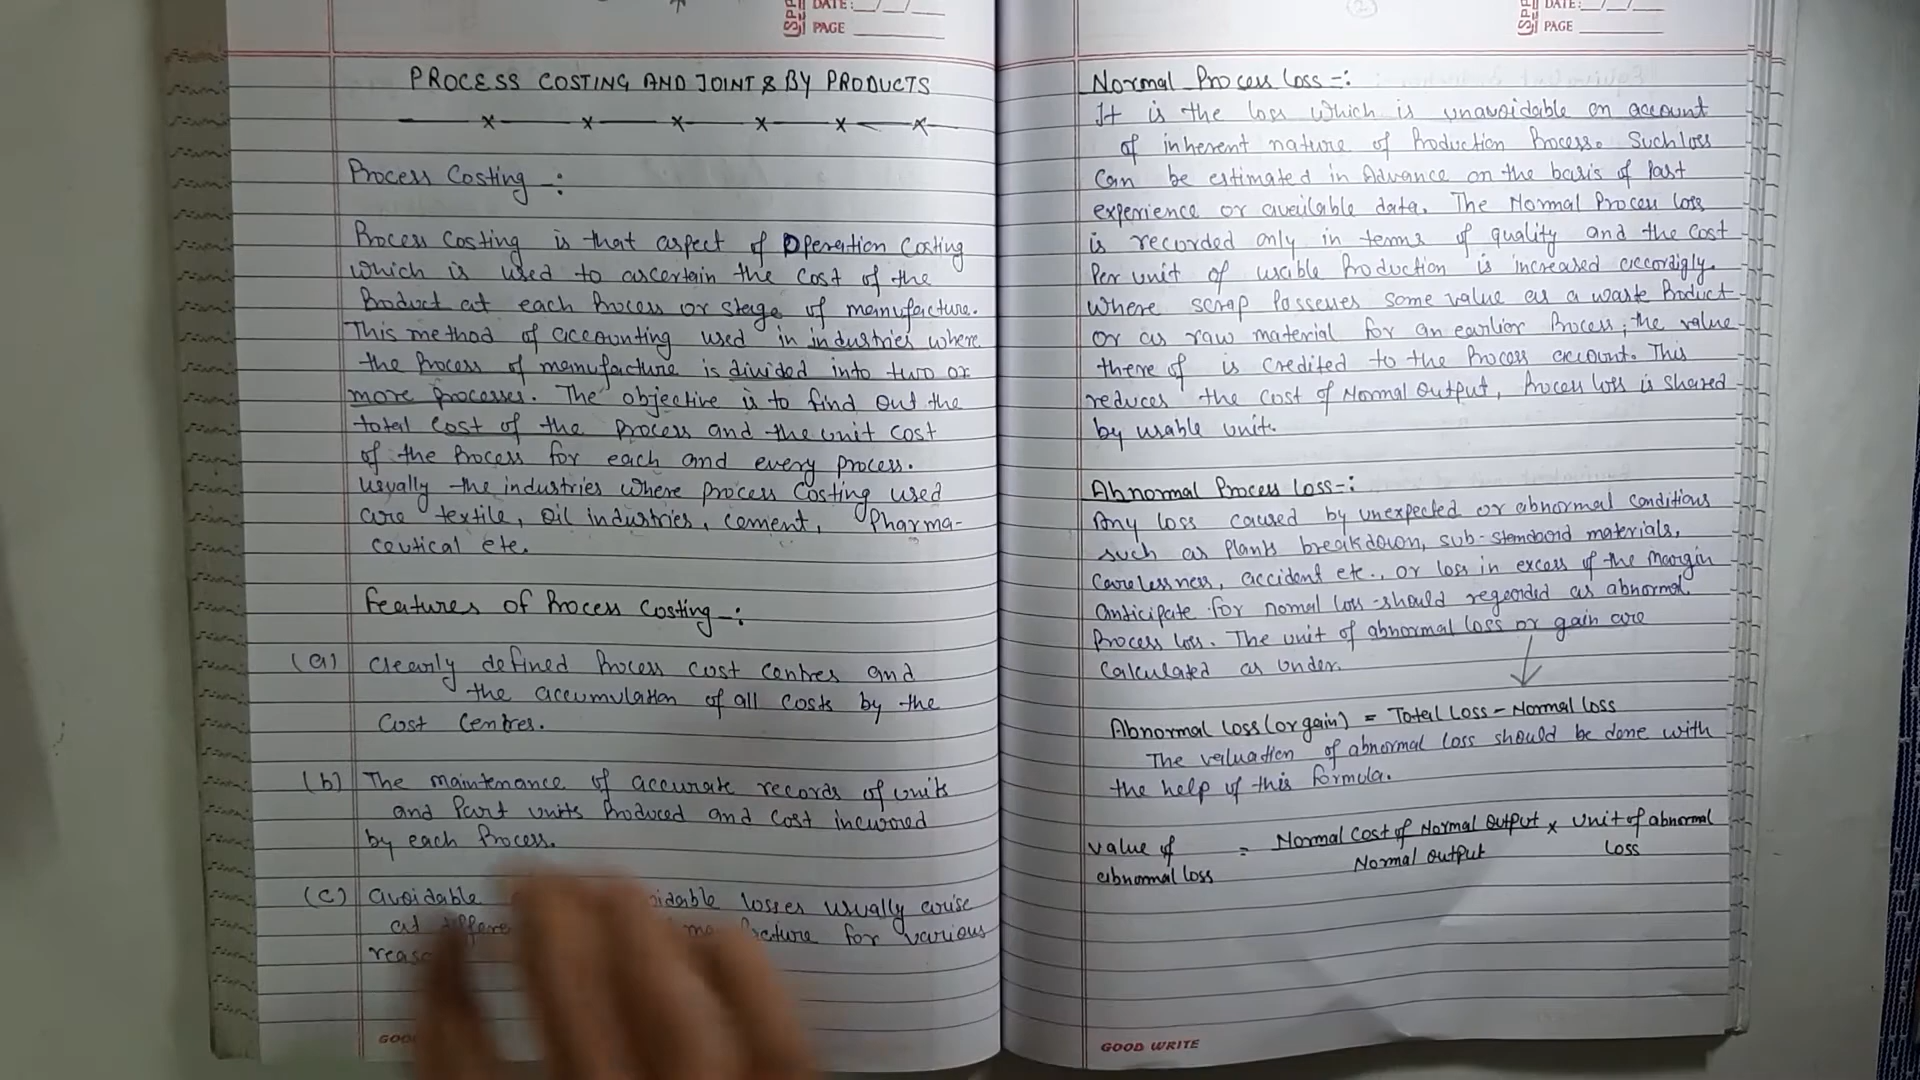 DATE: __/__/__
PAGE
PROCESS COSTING AND JOINT & BY PRODUCTS
Process Costing -:
Process Costing is that aspect of Operation Costing
which is used to ascertain the cost of the
Product at each Process or stage of manufacture.
This method of accounting used in industries where
the Process of manufacture is divided into two or
more processes. The objective is to find out the
total cost of the process and the unit cost
of the Process for each and every process.
usually the industries where process costing used
are textile, oil industries, cement, Pharma-
ceutical etc.
Features of Process Costing -:
(a) clearly defined Process cost centres and
the accumulation of all costs by the
cost centres.
(b) The maintenance of accurate records of units
and Part units Produced and cost incurred
by each Process.
(c) avoidable losses usually arise
at for various
GOOD WRITE
DATE: __/__/__
PAGE
Normal Process Loss -:
It is the loss which is unavoidable on account
of inherent nature of Production Process. Such loss
can be estimated in Advance on the basis of Past
experience or available data. The Normal Process loss
is recorded only in terms of quality and the cost
Per unit of usable Production is increased accordigly.
Where scrap Possesses some value as a waste Product
or as raw material for an earlior Process, the value
there of is credited to the Process account. This
reduces the cost of Normal Output, Process loss is shared
by usable unit.
Abnormal Process Loss -:
Any loss caused by unexpected or abnormal conditions
such as Plants breakdown, sub-standard materials,
carelessness, accident etc., or loss in excess of the margin
anticipate for nomal loss should regarded as abnormal
Process loss. The unit of abnormal loss or gain are
calculated as under.
Abnormal loss (or gain) = Total Loss - Normal loss
The valuation of abnormal loss should be done with
the help of this formula.
value of abnormal loss = Normal cost of Normal Output / Normal output x unit of abnormal loss
GOOD WRITE